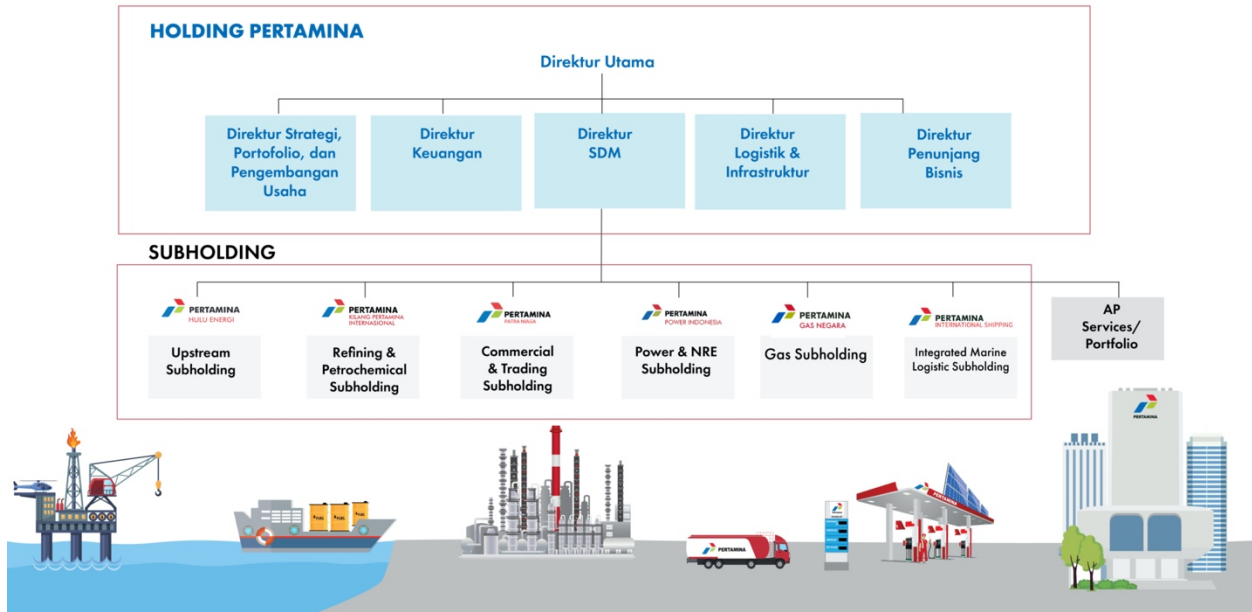 HOLDING PERTAMINA
Direktur Utama
Direktur Strategi,
Portofolio, dan
Pengembangan
Usaha
Direktur
Keuangan
Direktur
SDM
Direktur
Logistik &
Infrastruktur
Direktur
Penunjang
Bisnis
SUBHOLDING
PERTAMINA
HULU ENERGI
Upstream
Subholding
PERTAMINA
KILANG PERTAMINA
INTERNASIONAL
Refining &
Petrochemical
Subholding
PERTAMINA
PATRA NIAGA
Commercial
& Trading
Subholding
PERTAMINA
POWER INDONESIA
Power & NRE
Subholding
PERTAMINA
GAS NEGARA
Gas Subholding
PERTAMINA
INTERNATIONAL SHIPPING
Integrated Marine
Logistic Subholding
AP
Services/
Portfolio
PERTAMINA
PERTAMINA
PERTAMINA